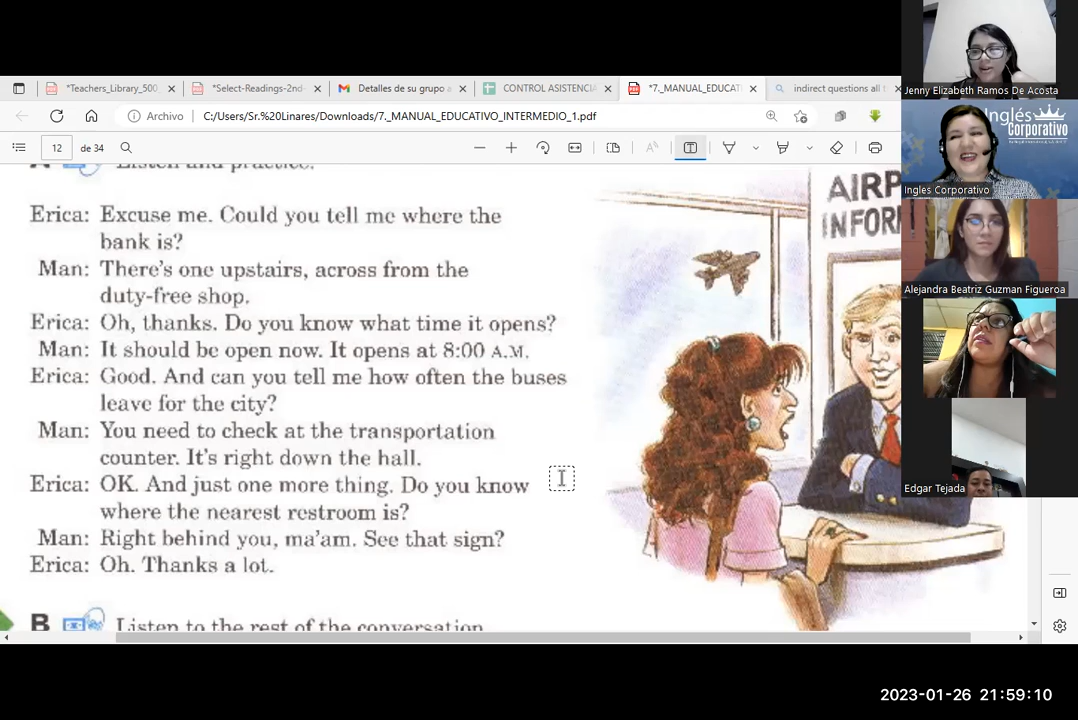 *Teachers_Library_500
*Select-Readings-2nd-
Detalles de su grupo a
CONTROL ASISTENCI
*7._MANUAL_EDUCAT
indirect questions all
Archivo
C:/Users/Sr.%20Linares/Downloads/7._MANUAL_EDUCATIVO_INTERMEDIO_1.pdf
12 de 34
A Listen and practice.
Erica: Excuse me. Could you tell me where the
bank is?
Man: There's one upstairs, across from the
duty-free shop.
Erica: Oh, thanks. Do you know what time it opens?
Man: It should be open now. It opens at 8:00 A.M.
Erica: Good. And can you tell me how often the buses
leave for the city?
Man: You need to check at the transportation
counter. It's right down the hall.
Erica: OK. And just one more thing. Do you know
where the nearest restroom is?
Man: Right behind you, ma'am. See that sign?
Erica: Oh. Thanks a lot.
B Listen to the rest of the conversation
AIRP
INFOR
Jenny Elizabeth Ramos De Acosta
Inglés
Corporativo
Ingles Corporativo
Alejandra Beatriz Guzman Figueroa
Edgar Tejada
2023-01-26 21:59:10